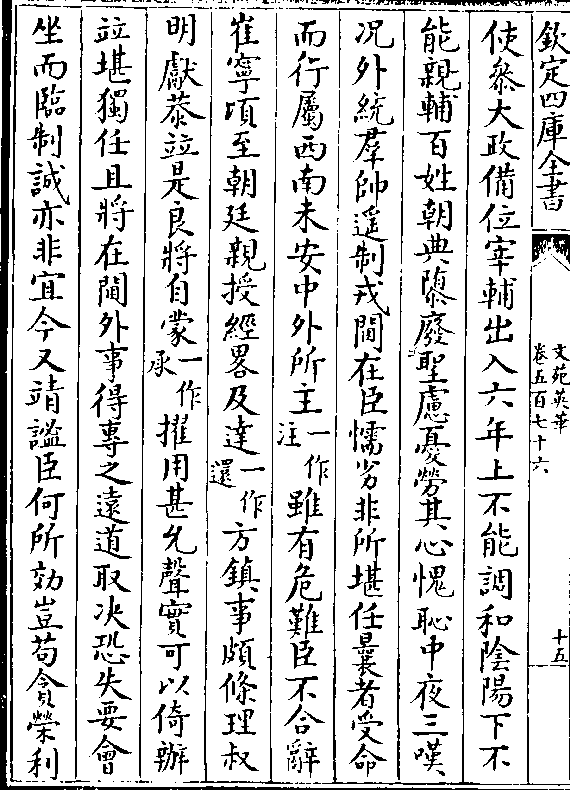 欽定四庫全書
文苑英華
卷五百七十六
十五
使叅大政備位宰輔出入六年上不能調和陰陽下不
能親輔百姓朝典隳廢聖慮憂勞其心愧恥中夜三嘆
况外統羣帥遥制戎閫在臣懦劣非所堪任曩者受命
而行屬西南未安中外所主一作注雖有危難臣不合辭
崔寧項至朝廷親授經畧及達一作還方鎮事頗條理叔
明獻恭竝是良將自蒙一作承擢用甚允聲實可以倚辦
竝堪獨任且將在閫外事得專之遠道取决恐失要會
坐而臨制誠亦非宜今又靖謐臣何所効豈苟貪榮利